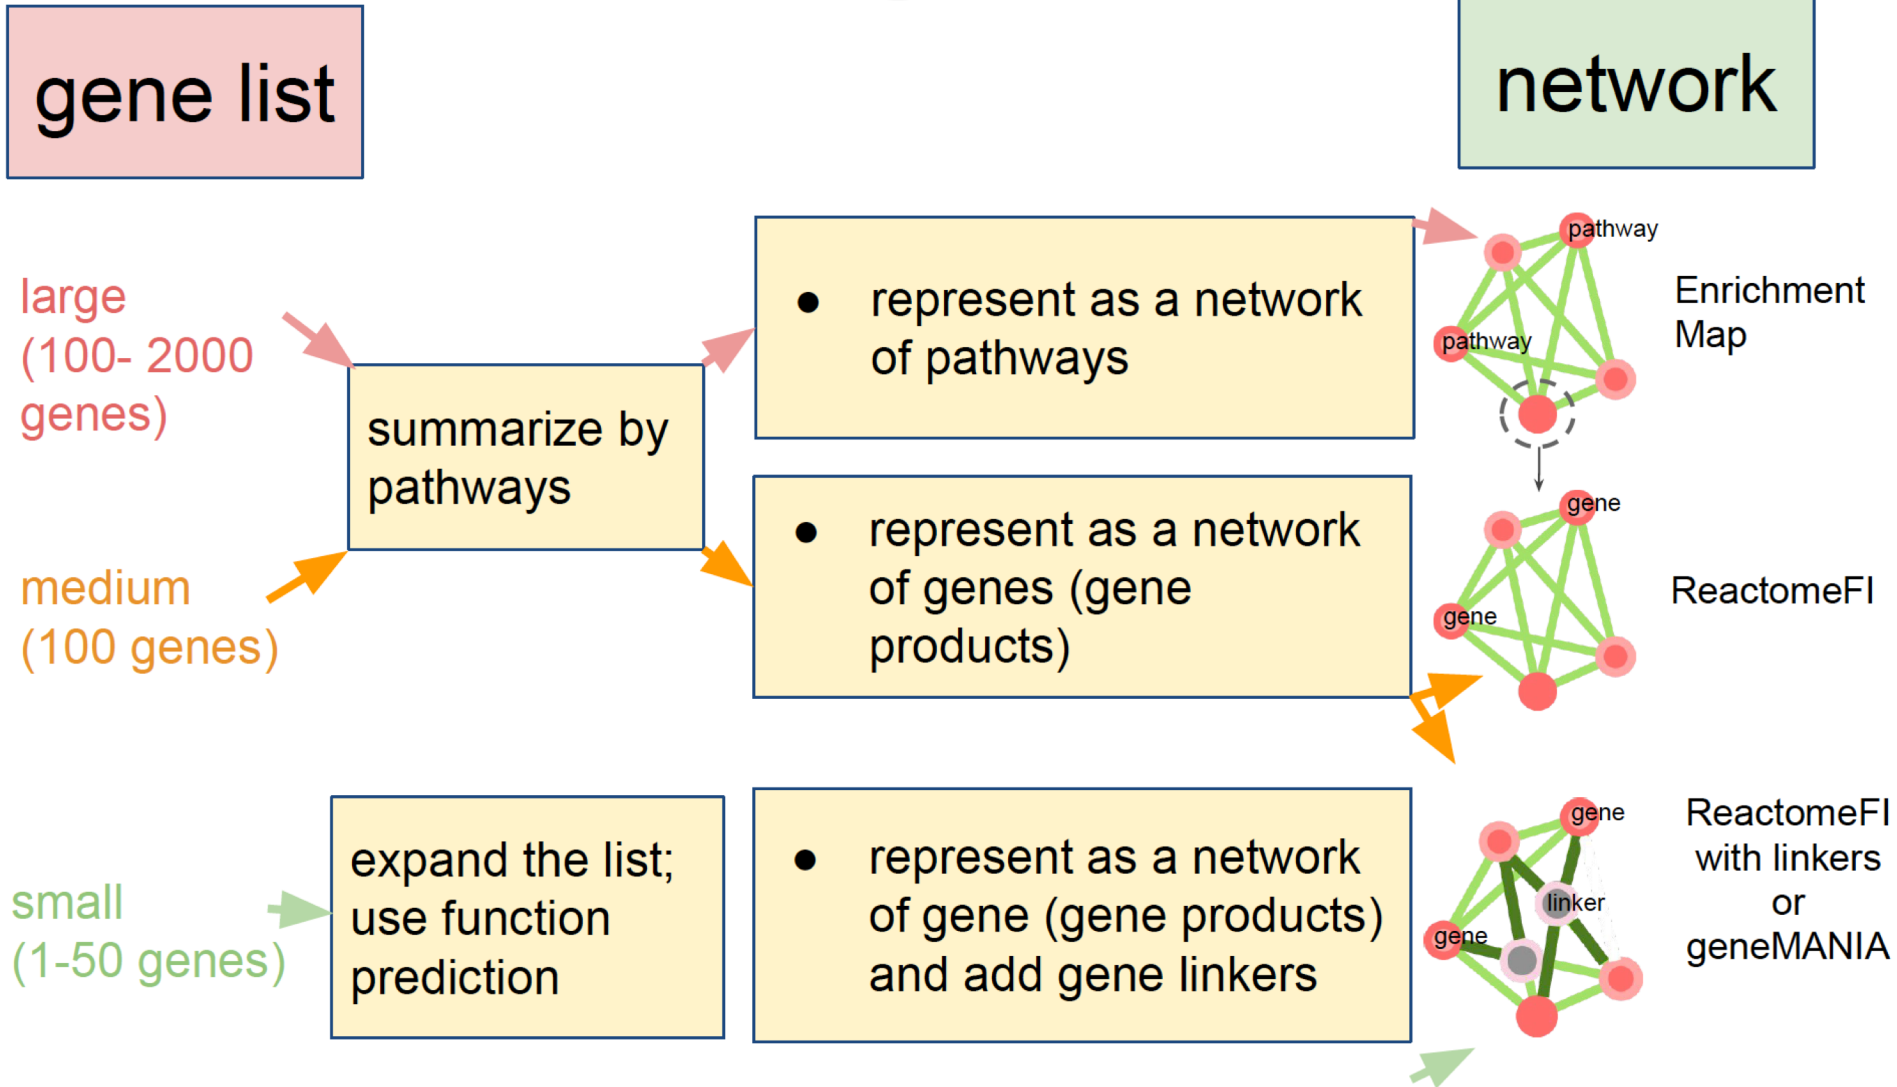 gene list
network
large
(100- 2000
genes)
summarize by
pathways
● represent as a network
of pathways
pathway
pathway
Enrichment
Map
medium
(100 genes)
● represent as a network
of genes (gene
products)
gene
gene
ReactomeFI
small
(1-50 genes)
expand the list;
use function
prediction
● represent as a network
of gene (gene products)
and add gene linkers
gene
linker
gene
ReactomeFI
with linkers
or
geneMANIA